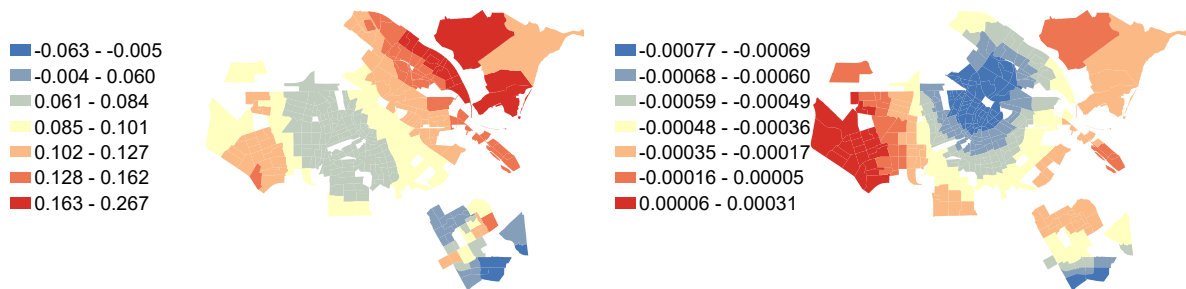 -0.063 - -0.005
-0.004 - 0.060
0.061 - 0.084
0.085 - 0.101
0.102 - 0.127
0.128 - 0.162
0.163 - 0.267
-0.00077 - -0.00069
-0.00068 - -0.00060
-0.00059 - -0.00049
-0.00048 - -0.00036
-0.00035 - -0.00017
-0.00016 - 0.00005
0.00006 - 0.00031